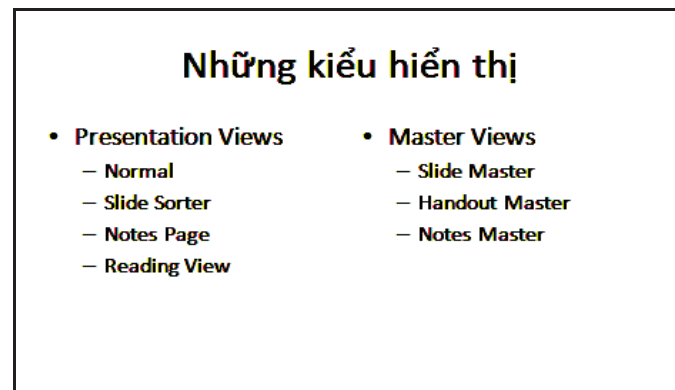 Những kiểu hiển thị
• Presentation Views
– Normal
– Slide Sorter
– Notes Page
– Reading View
• Master Views
– Slide Master
– Handout Master
– Notes Master